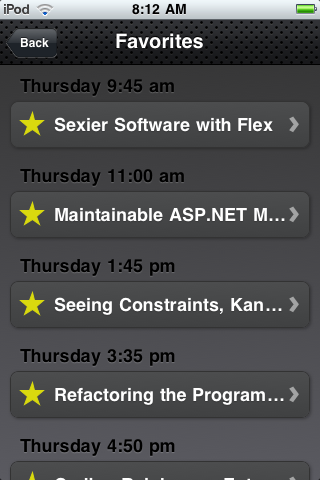 iPod 8:12 AM
Back Favorites
Thursday 9:45 am
Sexier Software with Flex
Thursday 11:00 am
Maintainable ASP.NET M...
Thursday 1:45 pm
Seeing Constraints, Kan...
Thursday 3:35 pm
Refactoring the Program...
Thursday 4:50 pm